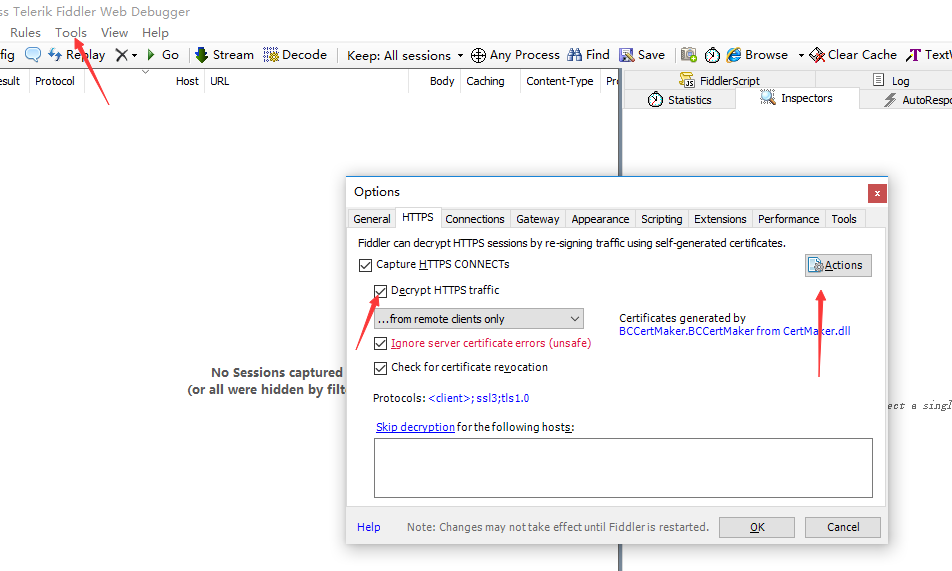 ss Telerik Fiddler Web Debugger
Rules Tools View Help
fig Replay Go Stream Decode Keep: All sessions Any Process Find Save Browse Clear Cache TextW
esult Protocol Host URL Body Caching Content-Type Pr
FiddlerScript Log
Statistics Inspectors AutoRespo
No Sessions captured
(or all were hidden by filt
ect a singl
Options
General HTTPS Connections Gateway Appearance Scripting Extensions Performance Tools
Fiddler can decrypt HTTPS sessions by re-signing traffic using self-generated certificates.
Capture HTTPS CONNECTs
Actions
Decrypt HTTPS traffic
...from remote clients only
Certificates generated by
BCCertMaker.BCCertMaker from CertMaker.dll
Ignore server certificate errors (unsafe)
Check for certificate revocation
Protocols: <client>;ssl3;tls1.0
Skip decryption for the following hosts:
Help Note: Changes may not take effect until Fiddler is restarted. OK Cancel